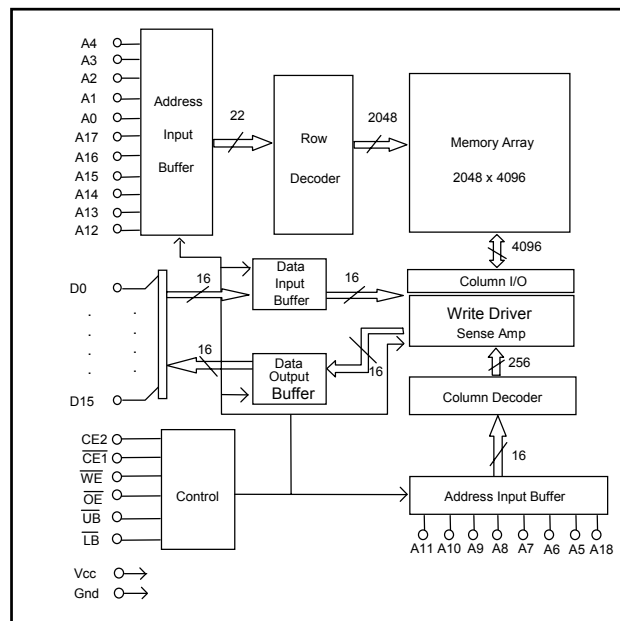 A4
A3
A2
A1
A0
A17
A16
A15
A14
A13
A12
Address
Input
Buffer
22
Row
Decoder
2048
Memory Array
2048 x 4096
4096
D0
.
.
.
.
D15
.
.
.
.
16
Data
Input
Buffer
16
Column I/O
Write Driver
Sense Amp
16
Data
Output
Buffer
16
256
Column Decoder
16
CE2
CE1
WE
OE
UB
LB
Control
Address Input Buffer
A11 A10 A9 A8 A7 A6 A5 A18
Vcc
Gnd